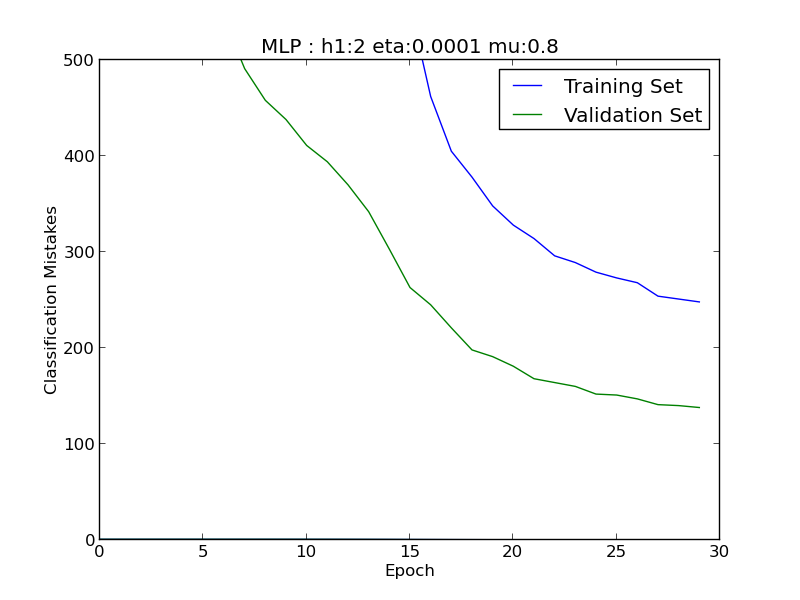 MLP : h1:2 eta:0.0001 mu:0.8
Training Set
Validation Set
500
400
300
200
100
0
Classification Mistakes
0 5 10 15 20 25 30
Epoch